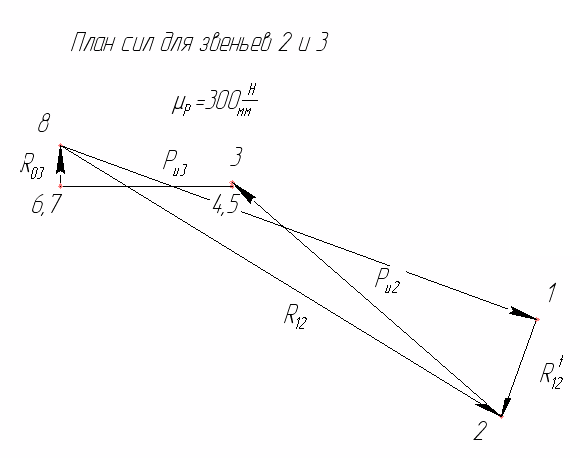 План сил для звеньев 2 и 3
μр=300 Н/мм
8
Pи3
3
R03
6,7
4,5
Pи2
1
R12
R12^t
2